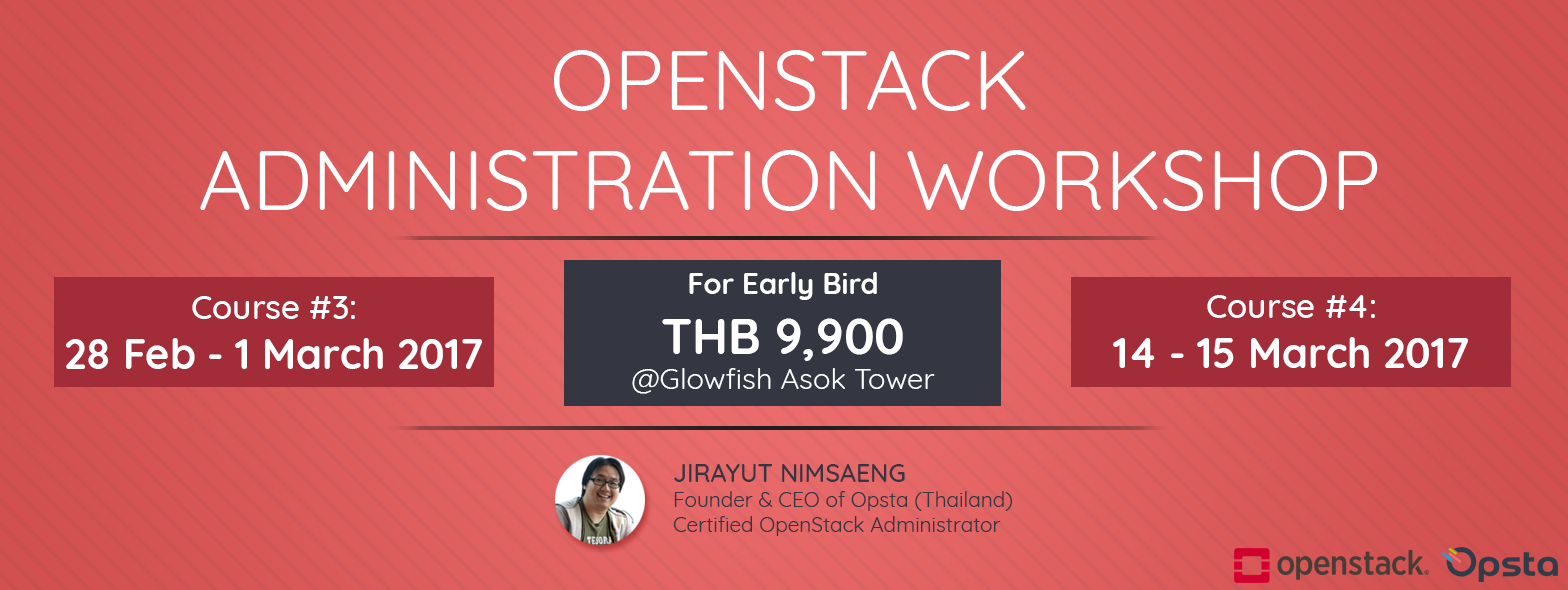 OPENSTACK
ADMINISTRATION WORKSHOP
Course #3:
28 Feb - 1 March 2017
For Early Bird
THB 9,900
@Glowfish Asok Tower
Course #4:
14 - 15 March 2017
JIRAYUT NIMSAENG
Founder & CEO of Opsta (Thailand)
Certified OpenStack Administrator
openstack.
Opsta